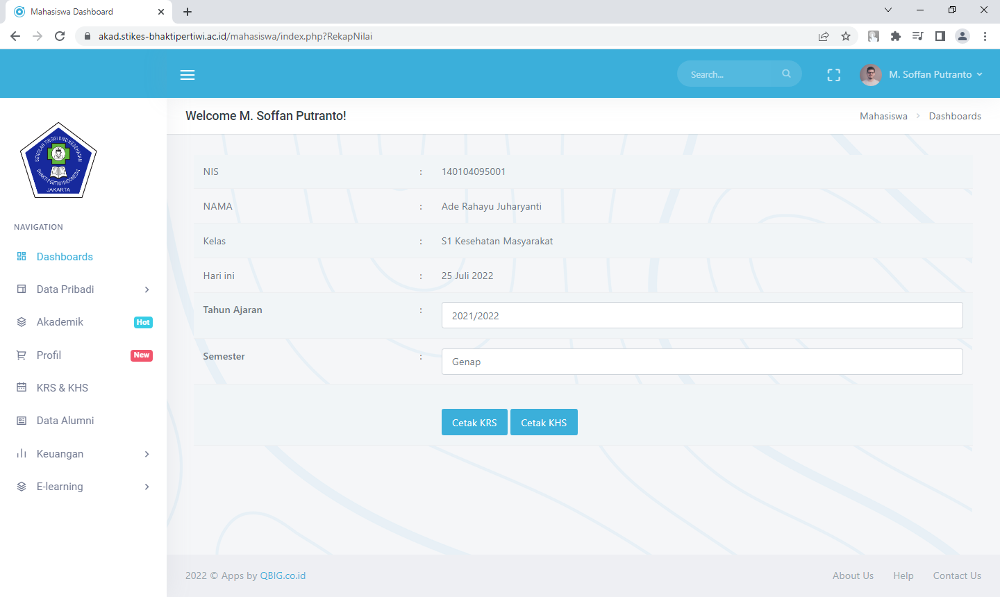 Mahasiswa Dashboard
akad.stikes-bhaktipertiwi.ac.id/mahasiswa/index.php?RekapNilai
Search...
M. Soffan Putranto
Welcome M. Soffan Putranto!
Mahasiswa > Dashboards
SEKOLAH TINGGI ILMU KESEHATAN
BHAKTI PERTIWI INDONESIA
JAKARTA
NAVIGATION
Dashboards
Data Pribadi
Akademik Hot
Profil New
KRS & KHS
Data Alumni
Keuangan
E-learning
NIS : 140104095001
NAMA : Ade Rahayu Juharyanti
Kelas : S1 Kesehatan Masyarakat
Hari ini : 25 Juli 2022
Tahun Ajaran : 2021/2022
Semester : Genap
Cetak KRS Cetak KHS
2022 © Apps by QBIG.co.id
About Us Help Contact Us